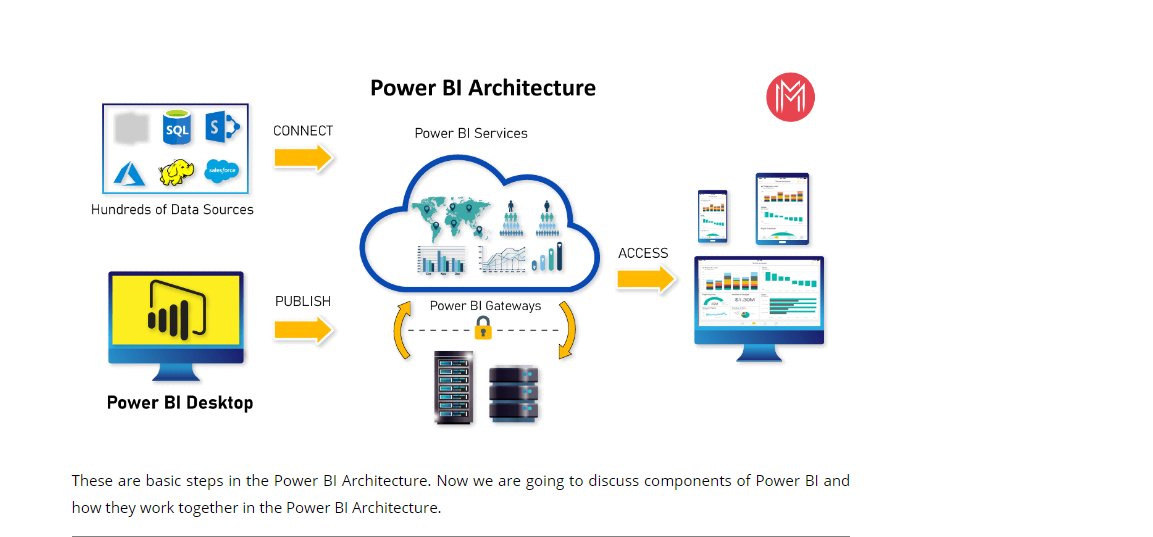 Power BI Architecture
CONNECT
Power BI Services
SQL
S
salesforce
Hundreds of Data Sources
ACCESS
PUBLISH
Power BI Gateways
$1.30M
Power BI Desktop
These are basic steps in the Power BI Architecture. Now we are going to discuss components of Power BI and
how they work together in the Power BI Architecture.